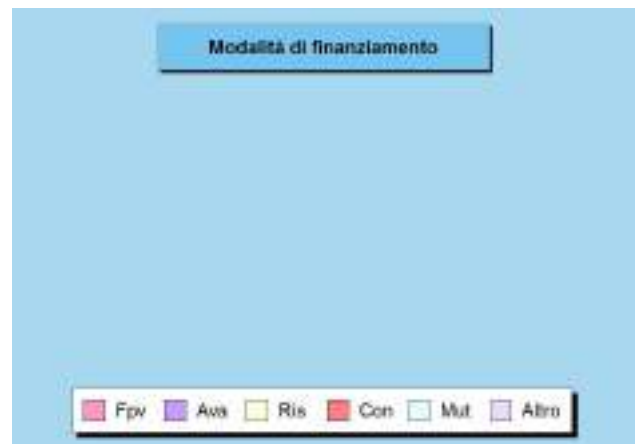 Modalità di finanziamento
Fpv Ava Ris Con Mut Altro